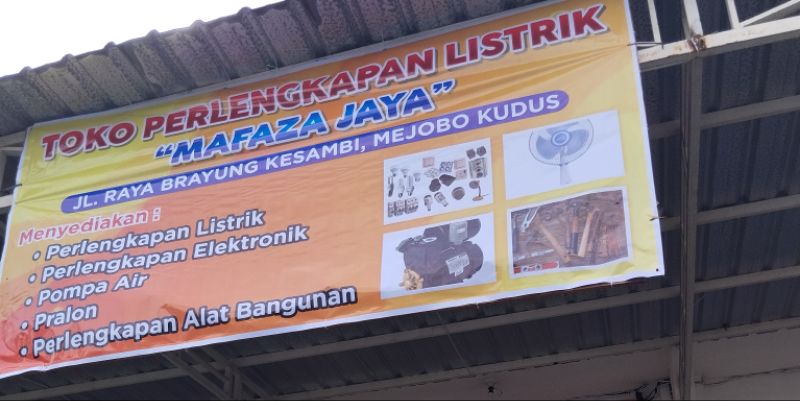 TOKO PERLENGKAPAN LISTRIK
"MAFAZA JAYA"
JL. RAYA BRAYUNG KESAMBI, MEJOBO KUDUS
Menyediakan :
• Perlengkapan Listrik
• Perlengkapan Elektronik
• Pompa Air
• Pralon
• Perlengkapan Alat Bangunan